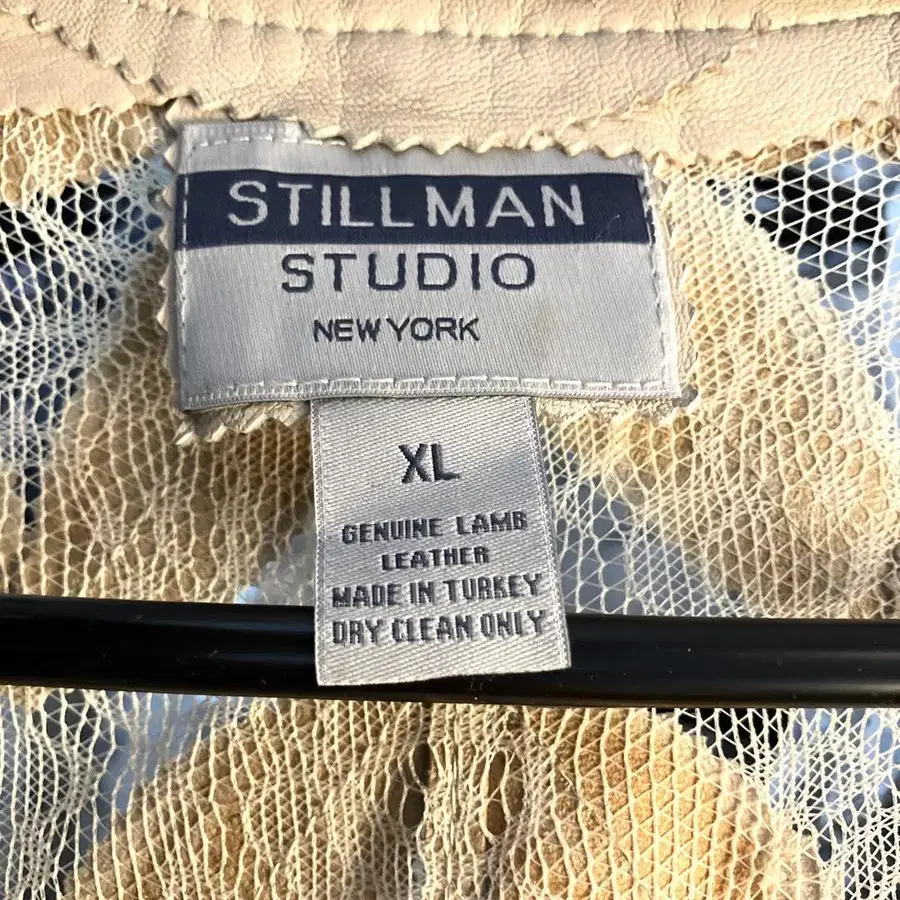 STILLMAN
STUDIO
NEW YORK
XL
GENUINE LAMB
LEATHER
MADE IN TURKEY
DRY CLEAN ONLY